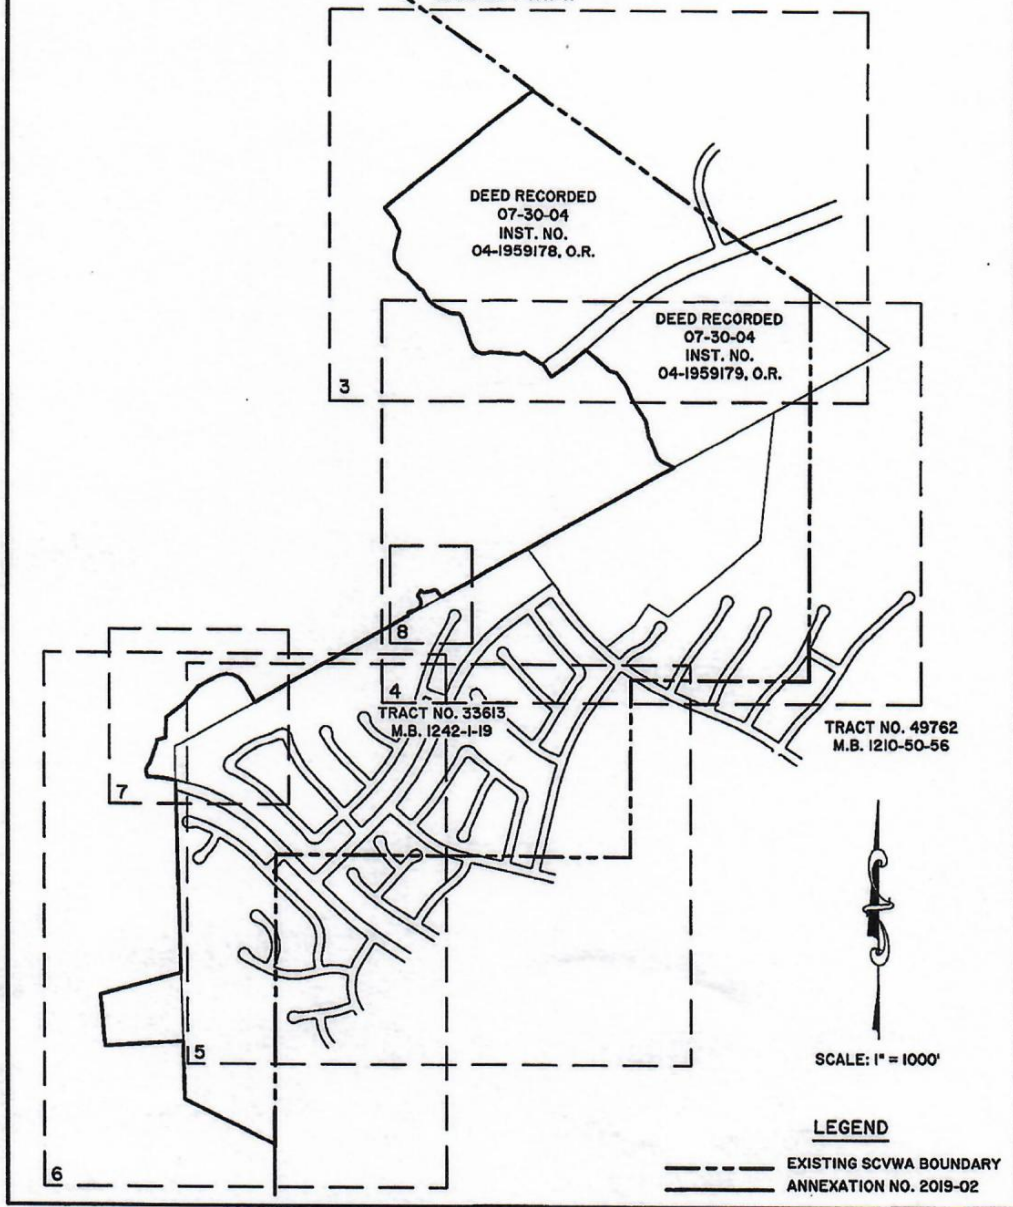 DEED RECORDED
07-30-04
INST. NO.
04-1959178, O.R.
DEED RECORDED
07-30-04
INST. NO.
04-1959179, O.R.
3
8
4
TRACT NO. 33613
M.B. 1242-1-19
TRACT NO. 49762
M.B. 1210-50-56
7
5
6
SCALE: 1" = 1000'
LEGEND
EXISTING SCVWA BOUNDARY
ANNEXATION NO. 2019-02